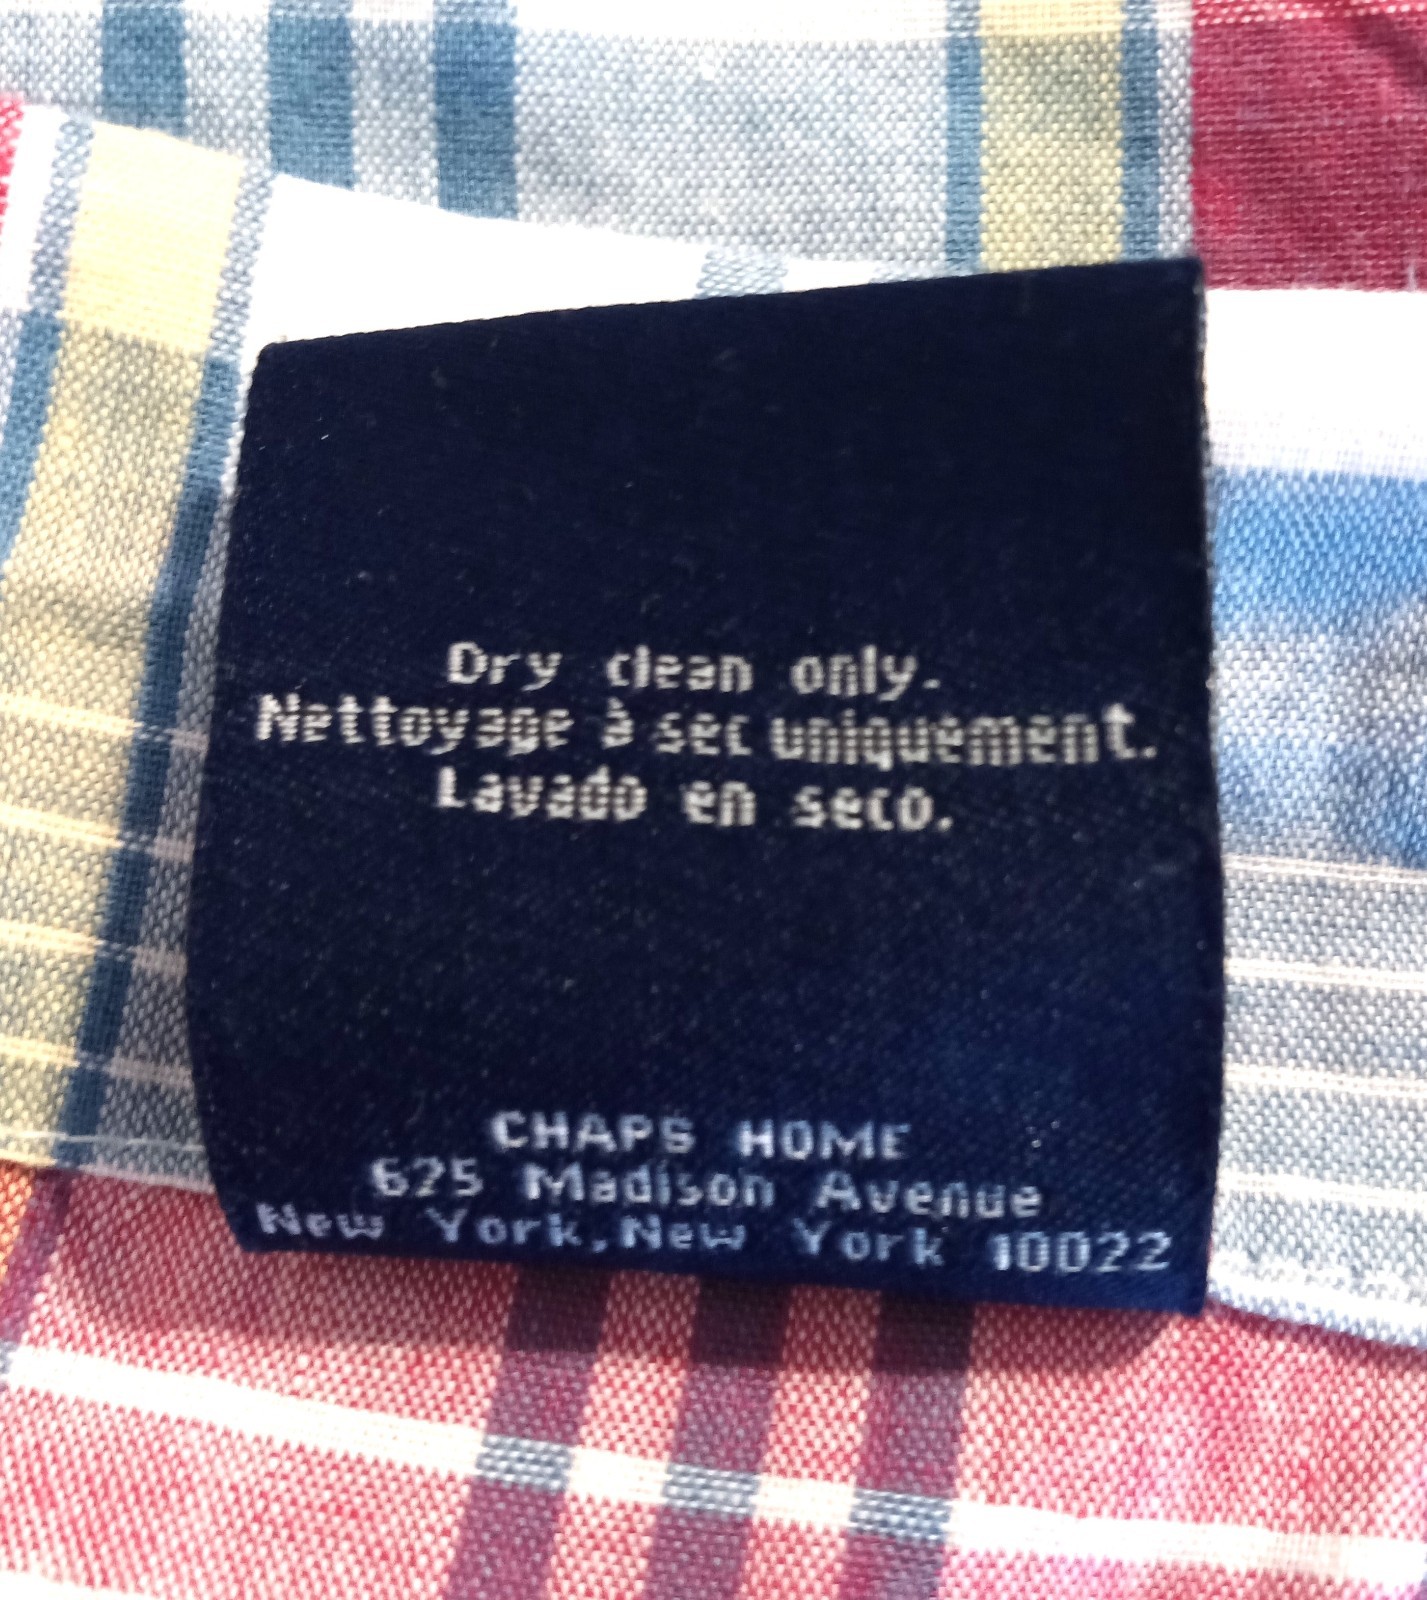 Dry clean only.
Nettoyage à sec uniquement.
Lavado en seco.
CHAPS HOME
625 Madison Avenue
New York, New York 10022